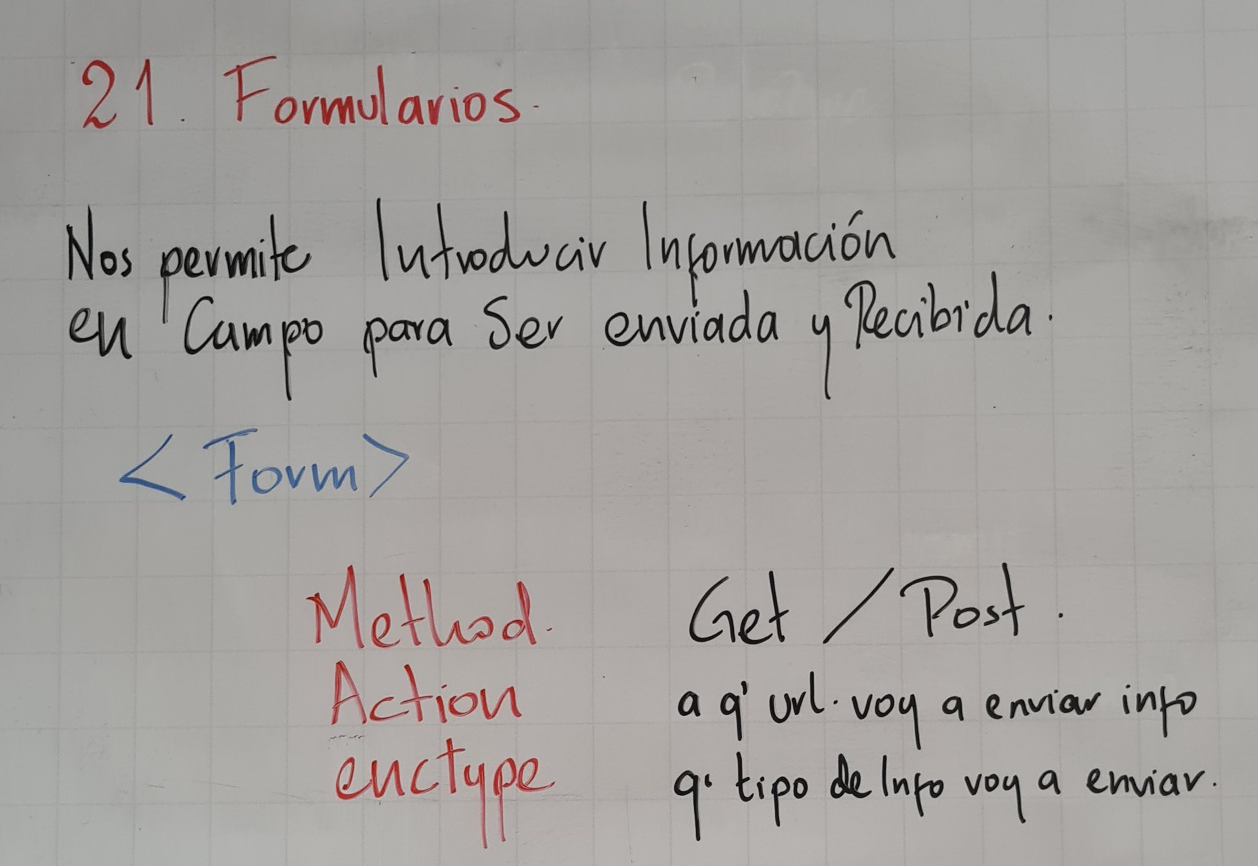 21. Formularios.
Nos permite Introducir Información
en Campo para Ser enviada y Recibida.
<Form>
Method. Get / Post.
Action a q' url. voy a enviar info
enctype q' tipo de Info voy a enviar.